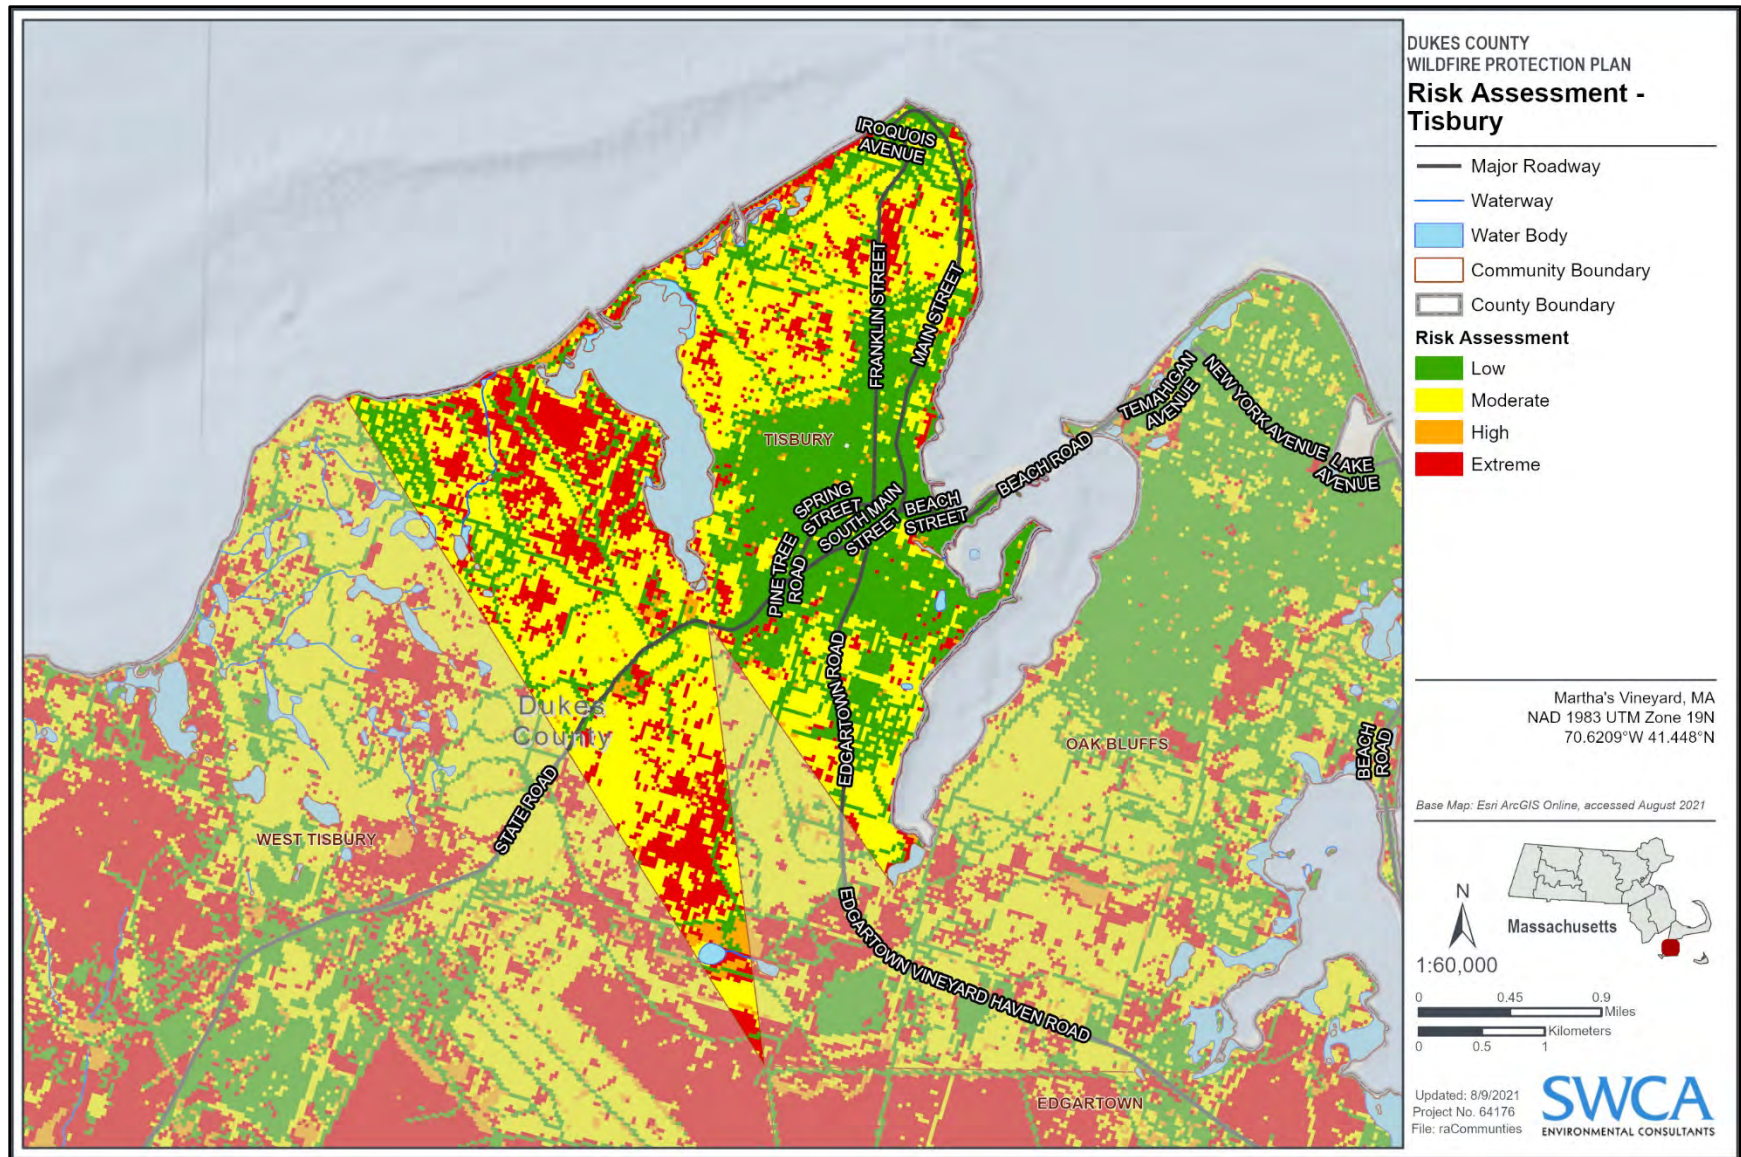 DUKES COUNTY
WILDFIRE PROTECTION PLAN
Risk Assessment -
Tisbury
Major Roadway
Waterway
Water Body
Community Boundary
County Boundary
Risk Assessment
Low
Moderate
High
Extreme
Martha's Vineyard, MA
NAD 1983 UTM Zone 19N
70.6209°W 41.448°N
Base Map: Esri ArcGIS Online, accessed August 2021
N
Massachusetts
1:60,000
0 0.45 0.9
Miles
Kilometers
0 0.5 1
Updated: 8/9/2021
Project No. 64176
File: raCommunties
SWCA
ENVIRONMENTAL CONSULTANTS
IROQUOIS
AVENUE
FRANKLIN STREET
MAIN STREET
TISBURY
TEMAHIGAN
AVENUE
NEW YORK AVENUE
LAKE
AVENUE
BEACH ROAD
SPRING
STREET
SOUTH MAIN
STREET
BEACH
STREET
PINE TREE
ROAD
EDGARTOWN ROAD
Dukes
County
OAK BLUFFS
BEACH
ROAD
STATE ROAD
WEST TISBURY
EDGARTOWN VINEYARD HAVEN ROAD
EDGARTOWN